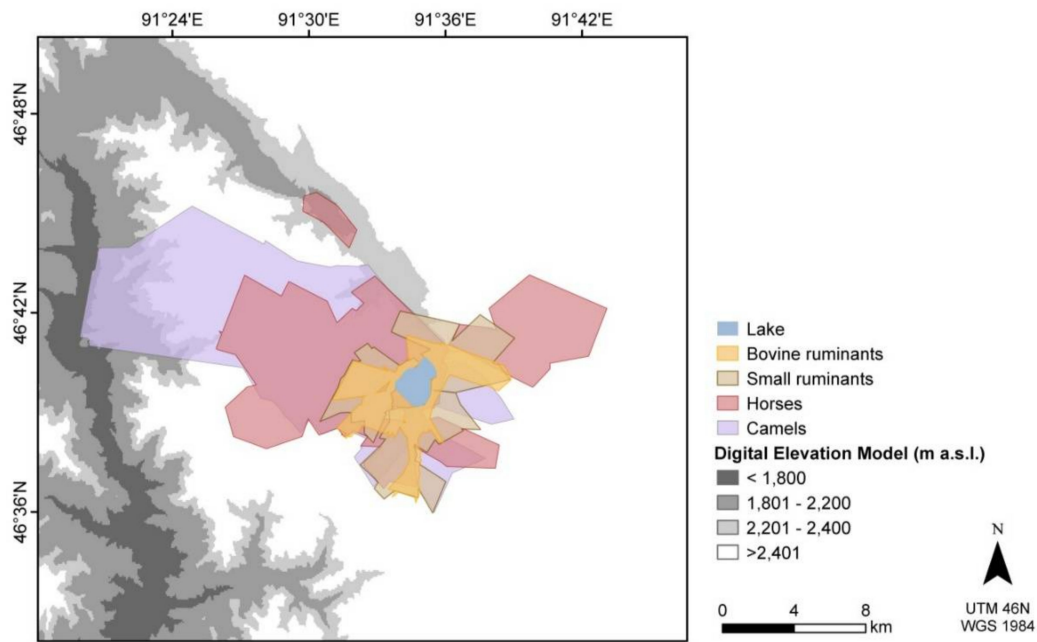 91°24'E 91°30'E 91°36'E 91°42'E
46°48'N
46°42'N
46°36'N
Lake
Bovine ruminants
Small ruminants
Horses
Camels
Digital Elevation Model (m a.s.l.)
< 1,800
1,801 - 2,200
2,201 - 2,400
>2,401
0 4 8
km
N
UTM 46N
WGS 1984